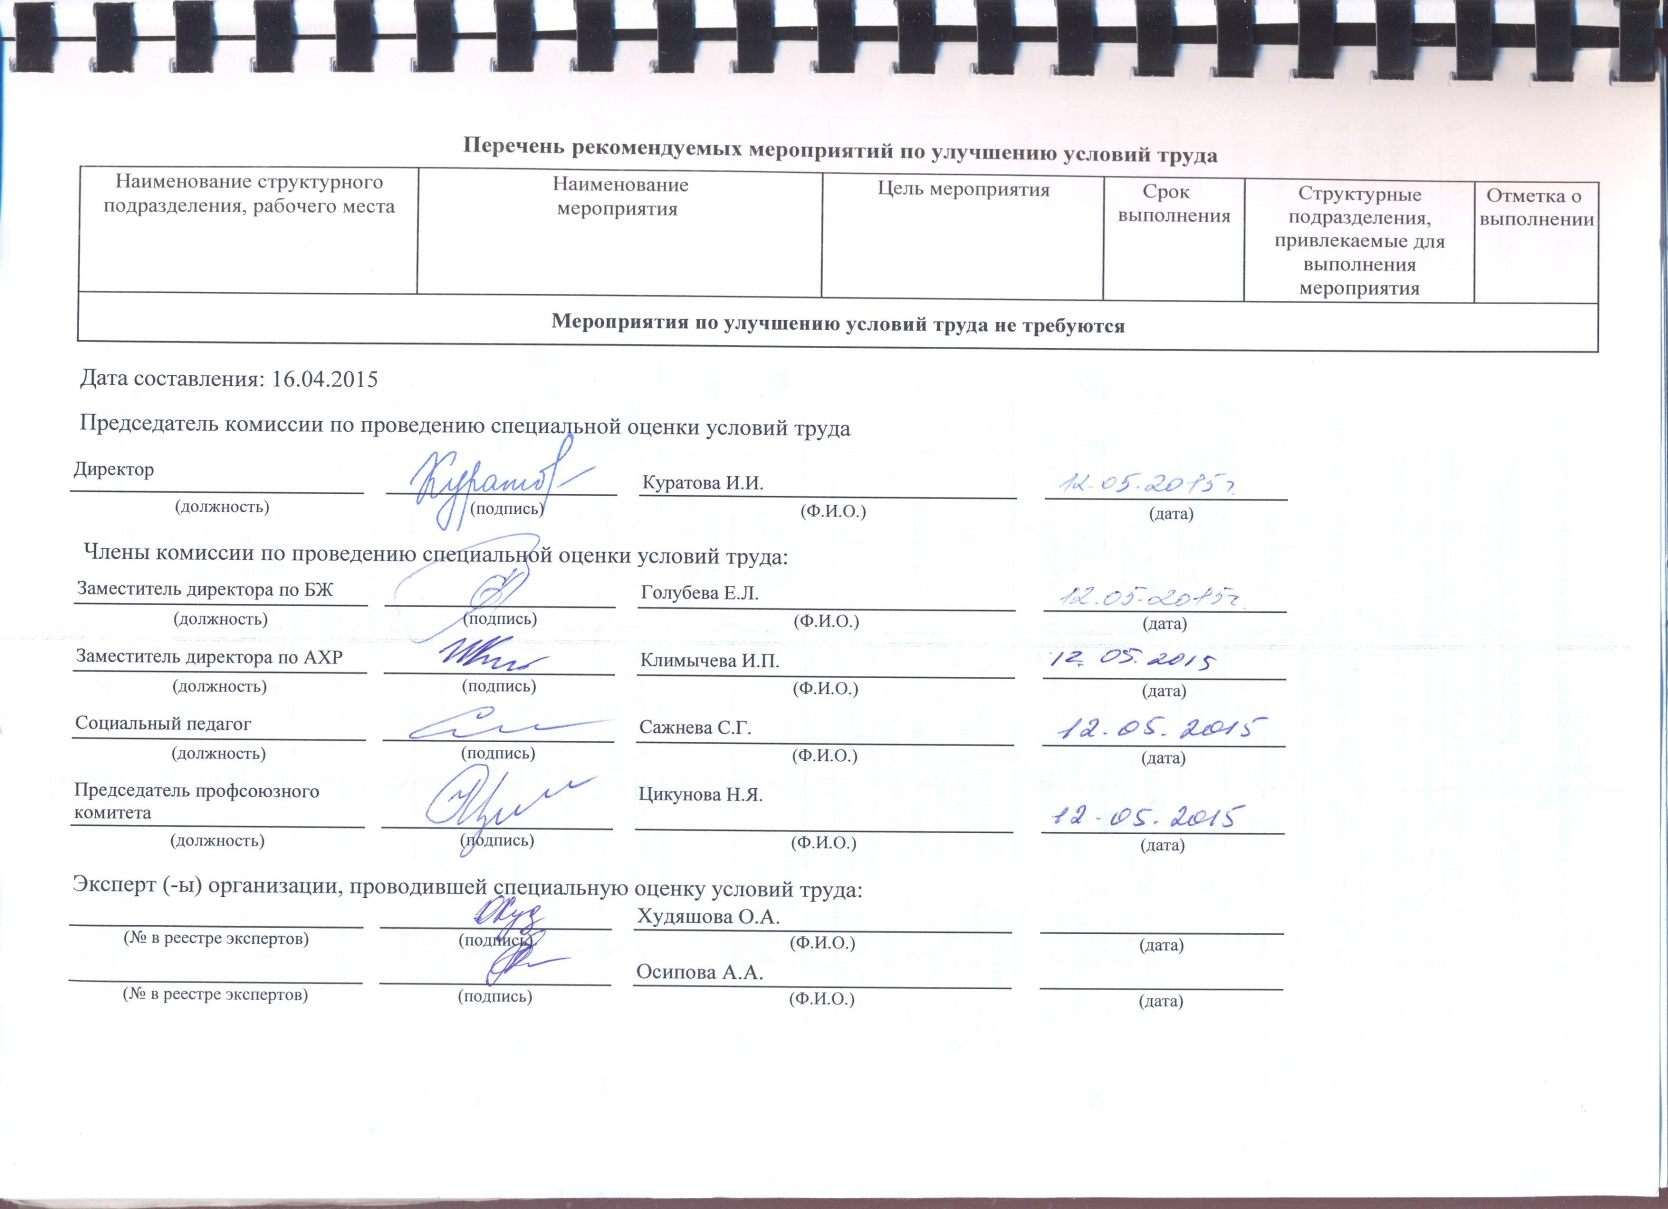 Перечень рекомендуемых мероприятий по улучшению условий труда
Наименование структурного подразделения, рабочего места
Наименование мероприятия
Цель мероприятия
Срок выполнения
Структурные подразделения, привлекаемые для выполнения мероприятия
Отметка о выполнении
Мероприятия по улучшению условий труда не требуются
Дата составления: 16.04.2015
Председатель комиссии по проведению специальной оценки условий труда
Директор Куратова И.И. 12.05.2015г.
(должность) (подпись) (Ф.И.О.) (дата)
Члены комиссии по проведению специальной оценки условий труда:
Заместитель директора по БЖ Голубева Е.Л. 12.05.2015г.
(должность) (подпись) (Ф.И.О.) (дата)
Заместитель директора по АХР Климычева И.П. 12.05.2015
(должность) (подпись) (Ф.И.О.) (дата)
Социальный педагог Сажнева С.Г. 12.05.2015
(должность) (подпись) (Ф.И.О.) (дата)
Председатель профсоюзного
комитета Цикунова Н.Я. 12.05.2015
(должность) (подпись) (Ф.И.О.) (дата)
Эксперт (-ы) организации, проводившей специальную оценку условий труда:
Худяшова О.А.
(№ в реестре экспертов) (подпись) (Ф.И.О.) (дата)
Осипова А.А.
(№ в реестре экспертов) (подпись) (Ф.И.О.) (дата)